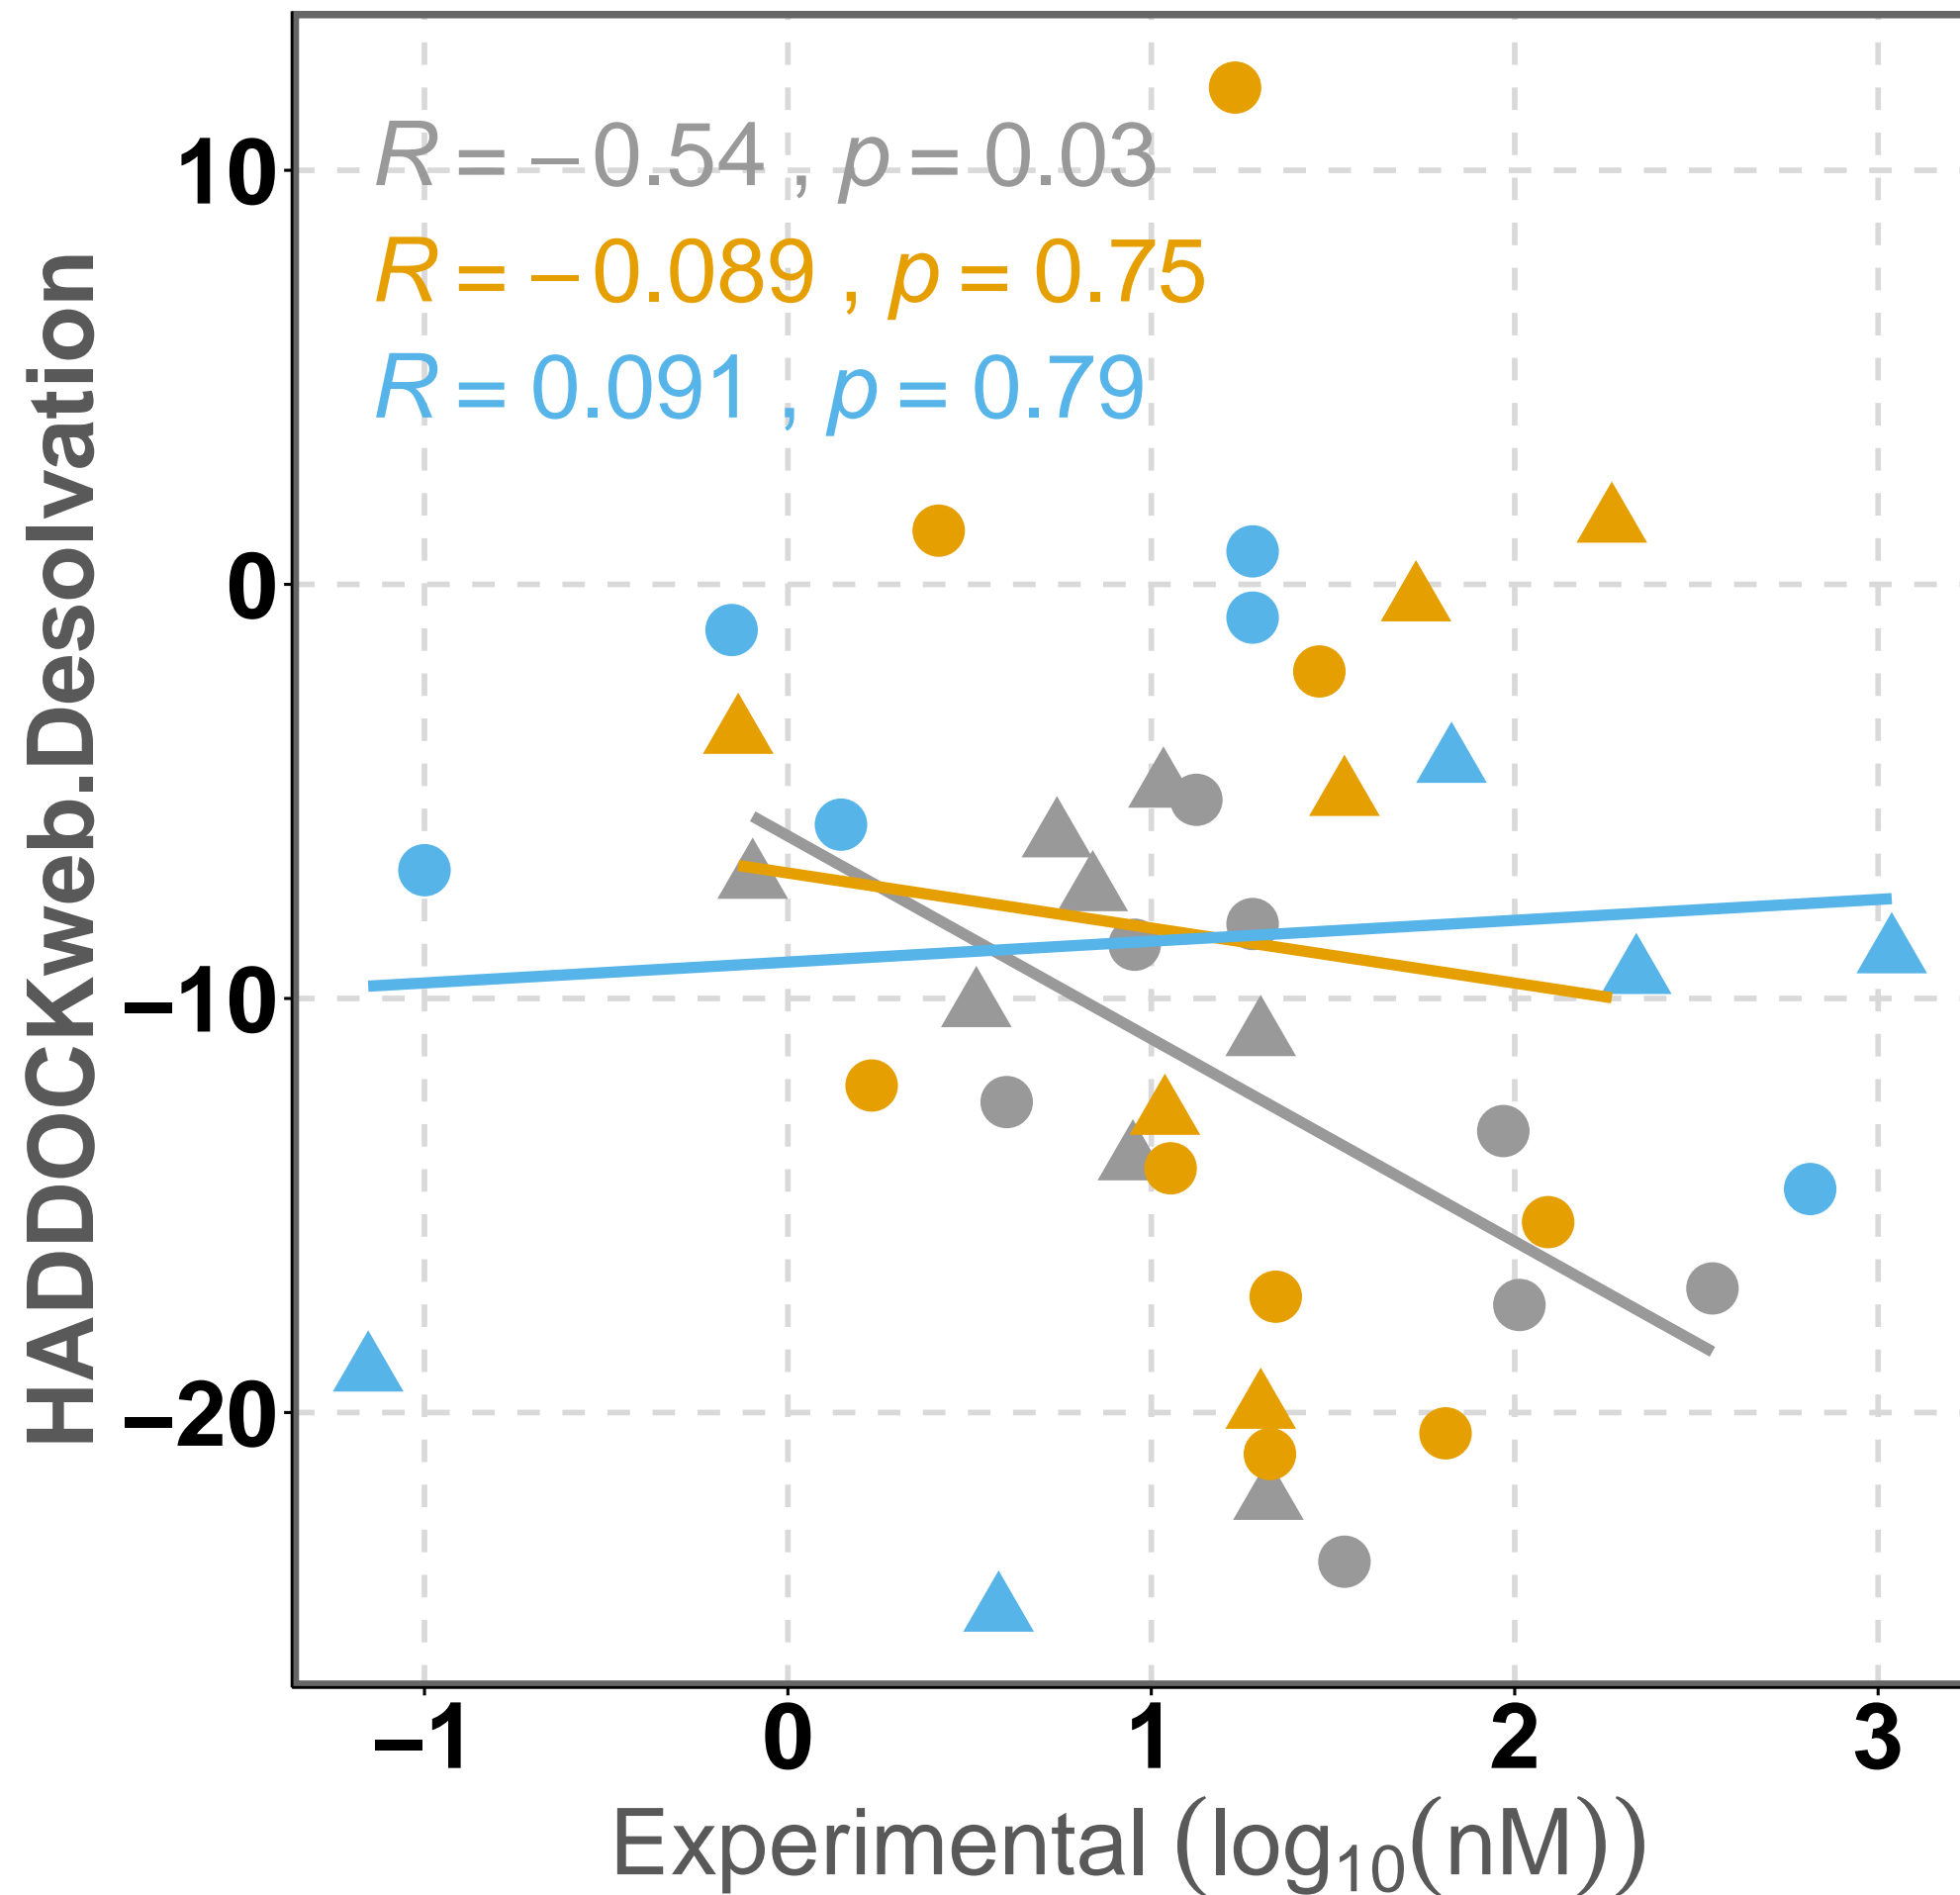 HADDOCKweb.Desolvation
10
0
−10
−20
R = −0.54 , p = 0.03
R = −0.089 , p = 0.75
R = 0.091 , p = 0.79
−1 0 1 2 3
Experimental (log₁₀(nM))